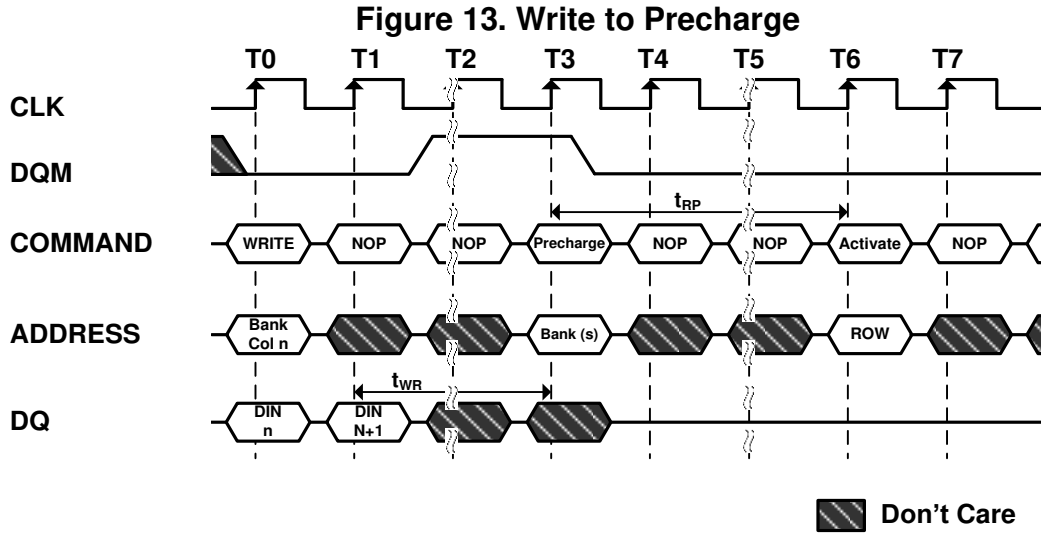 Figure 13. Write to Precharge
T0 T1 T2 T3 T4 T5 T6 T7
CLK
DQM
tRP
COMMAND WRITE NOP NOP Precharge NOP NOP Activate NOP
ADDRESS Bank Col n Bank (s) ROW
tWR
DQ DIN n DIN N+1
Don't Care